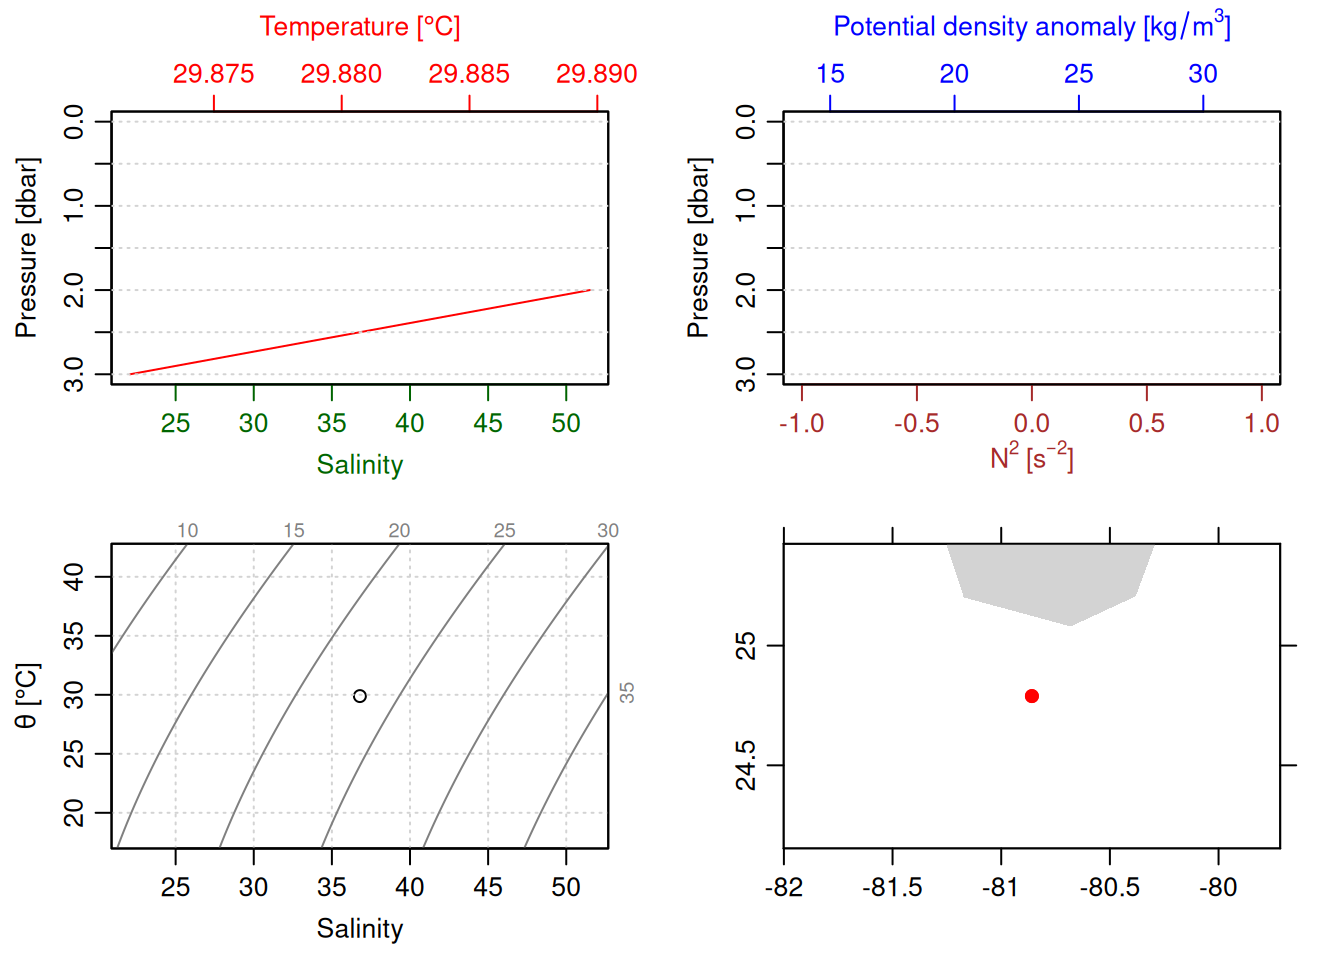 Temperature [°C]
29.875 29.880 29.885 29.890
Pressure [dbar]
0.0 1.0 2.0 3.0
25 30 35 40 45 50
Salinity
Potential density anomaly [kg/m³]
15 20 25 30
Pressure [dbar]
0.0 1.0 2.0 3.0
-1.0 -0.5 0.0 0.5 1.0
N² [s⁻²]
10 15 20 25 30
35
θ [°C]
40 35 30 25 20
25 30 35 40 45 50
Salinity
25
24.5
-82 -81.5 -81 -80.5 -80